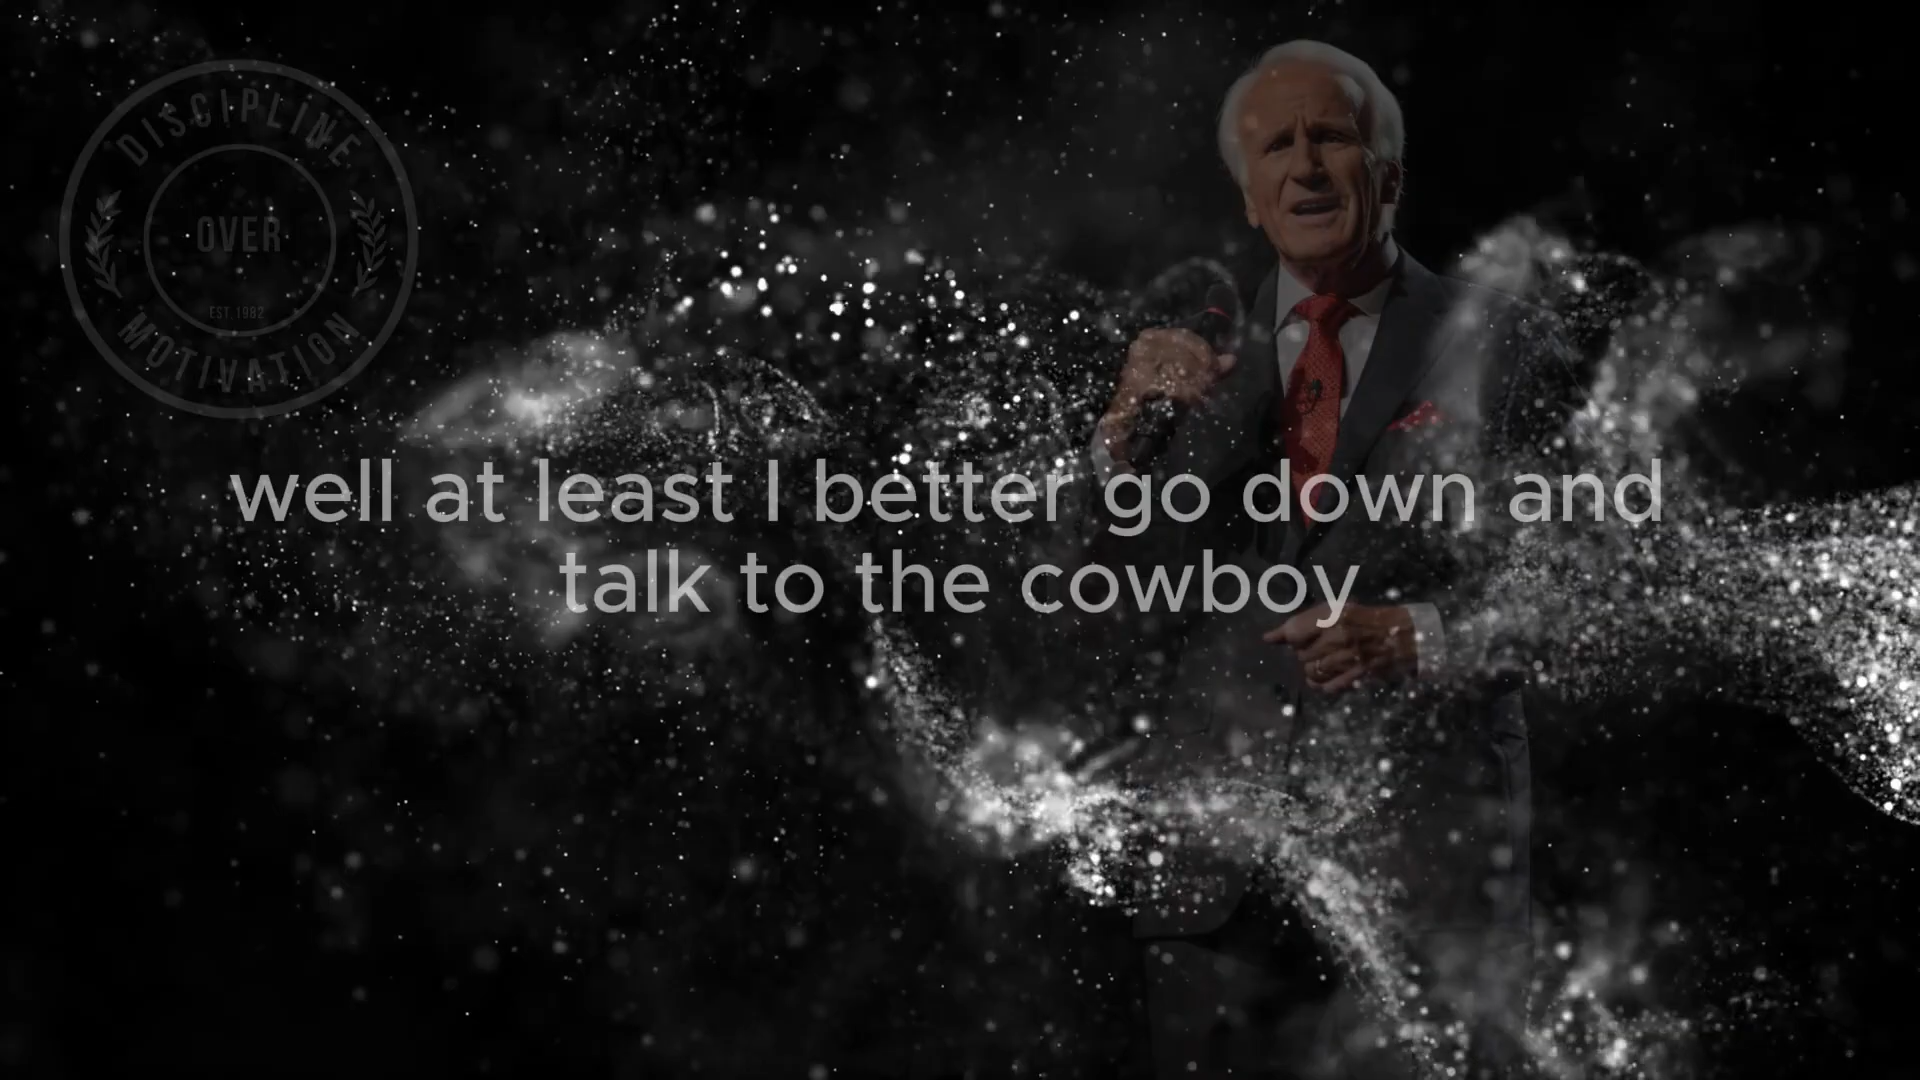 DISCIPLINE
OVER
EST. 1982
MOTIVATION
well at least I better go down and
talk to the cowboy